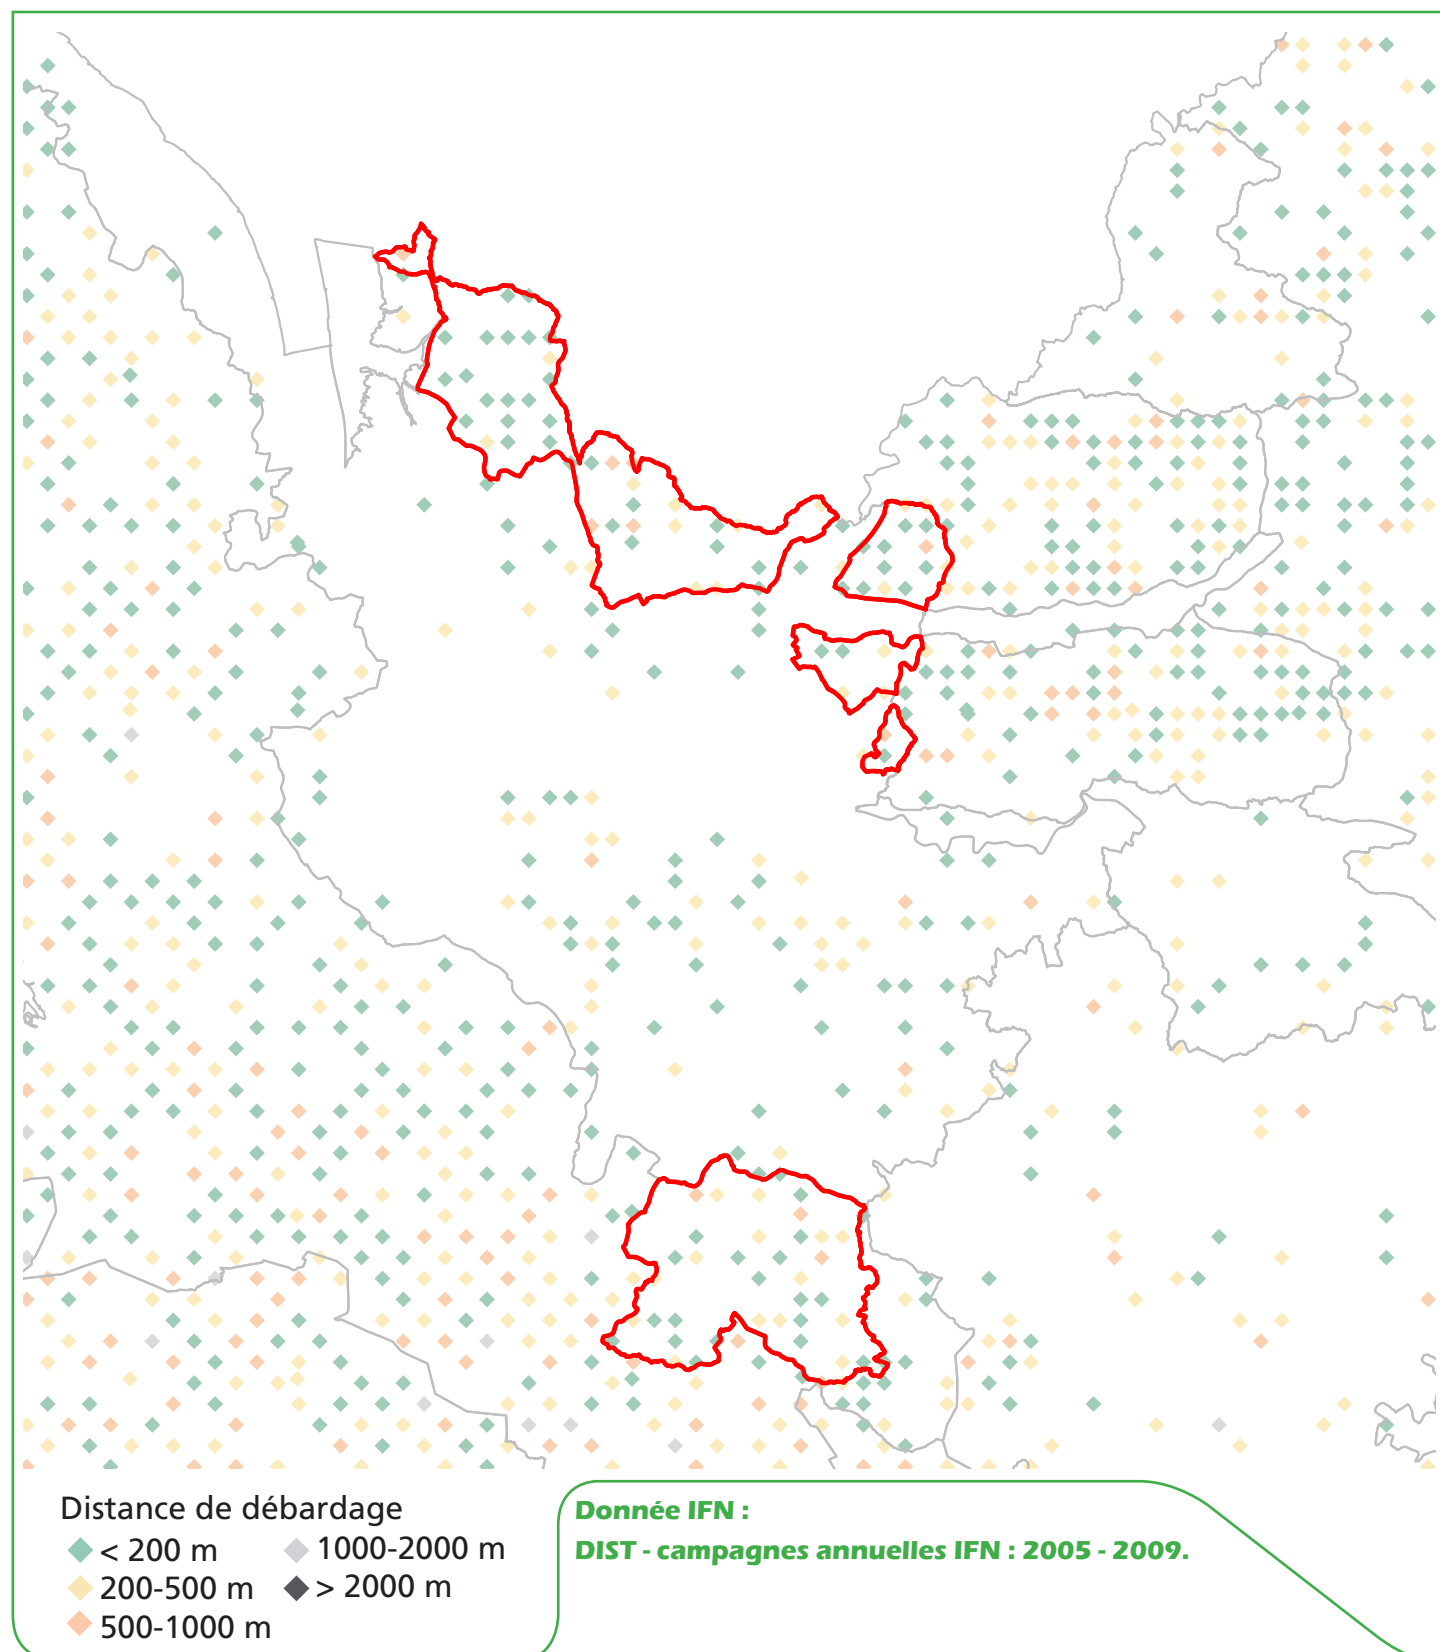 Distance de débardage
< 200 m
200-500 m
500-1000 m
1000-2000 m
> 2000 m
Donnée IFN :
DIST - campagnes annuelles IFN : 2005 - 2009.